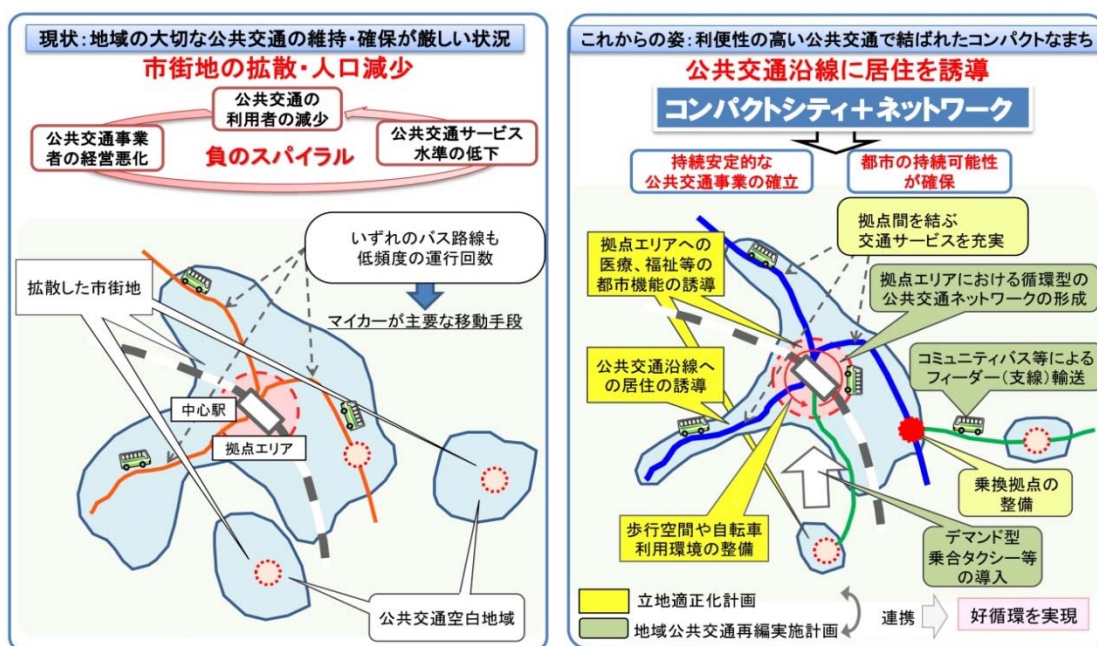 現状：地域の大切な公共交通の維持・確保が厳しい状況
市街地の拡散・人口減少
公共交通の
利用者の減少
公共交通事業
者の経営悪化
負のスパイラル
公共交通サービス
水準の低下
いずれのバス路線も
低頻度の運行回数
拡散した市街地
マイカーが主要な移動手段
中心駅
拠点エリア
公共交通空白地域
これからの姿：利便性の高い公共交通で結ばれたコンパクトなまち
公共交通沿線に居住を誘導
コンパクトシティ＋ネットワーク
持続安定的な
公共交通事業の確立
都市の持続可能性
が確保
拠点エリアへの
医療、福祉等の
都市機能の誘導
拠点間を結ぶ
交通サービスを充実
拠点エリアにおける循環型の
公共交通ネットワークの形成
公共交通沿線へ
の居住の誘導
コミュニティバス等による
フィーダー（支線）輸送
乗換拠点の
整備
歩行空間や自転車
利用環境の整備
デマンド型
乗合タクシー等
の導入
立地適正化計画
地域公共交通再編実施計画
連携
好循環を実現